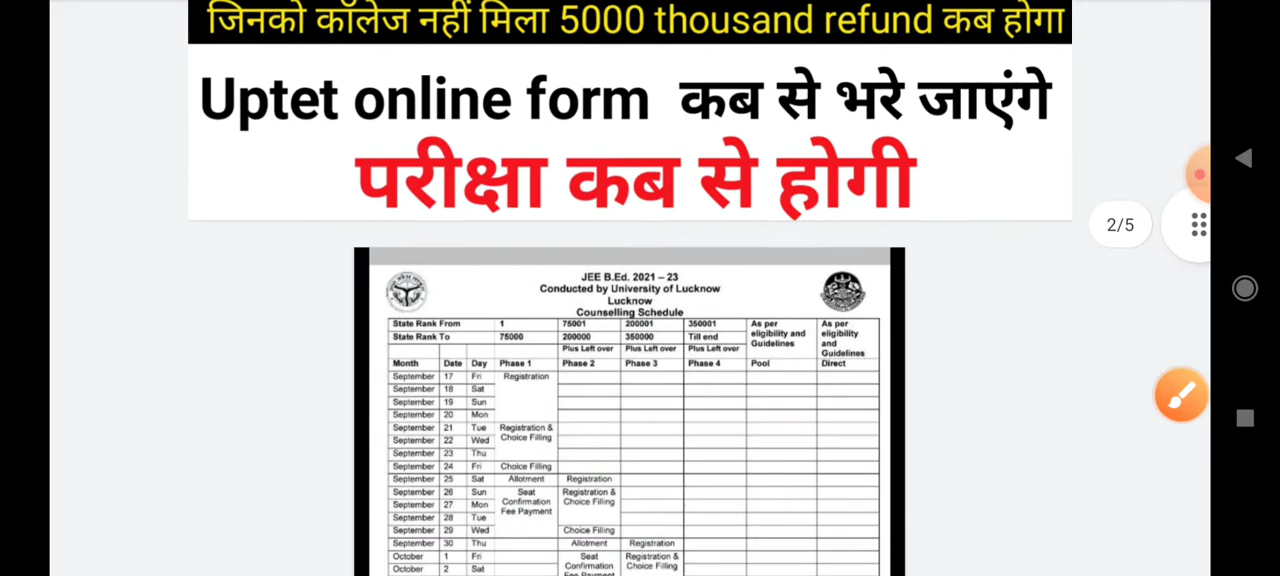 जिनको कॉलेज नहीं मिला 5000 thousand refund कब होगा
Uptet online form कब से भरे जाएंगे
परीक्षा कब से होगी
2/5
JEE B.Ed. 2021 – 23
Conducted by University of Lucknow
Lucknow
Counselling Schedule
State Rank From 1 75001 200001 350001 As per eligibility and Guidelines As per eligibility and Guidelines
State Rank To 75000 200000 350000 Till end
Plus Left over Plus Left over Plus Left over
Month Date Day Phase 1 Phase 2 Phase 3 Phase 4 Pool Direct
September 17 Fri Registration
September 18 Sat
September 19 Sun
September 20 Mon
September 21 Tue Registration &
September 22 Wed Choice Filling
September 23 Thu
September 24 Fri Choice Filling
September 25 Sat Allotment Registration
September 26 Sun Seat Registration &
September 27 Mon Confirmation Choice Filling
September 28 Tue Fee Payment
September 29 Wed Choice Filling
September 30 Thu Allotment Registration
October 1 Fri Seat Registration &
October 2 Sat Confirmation Choice Filling
Fee Payment